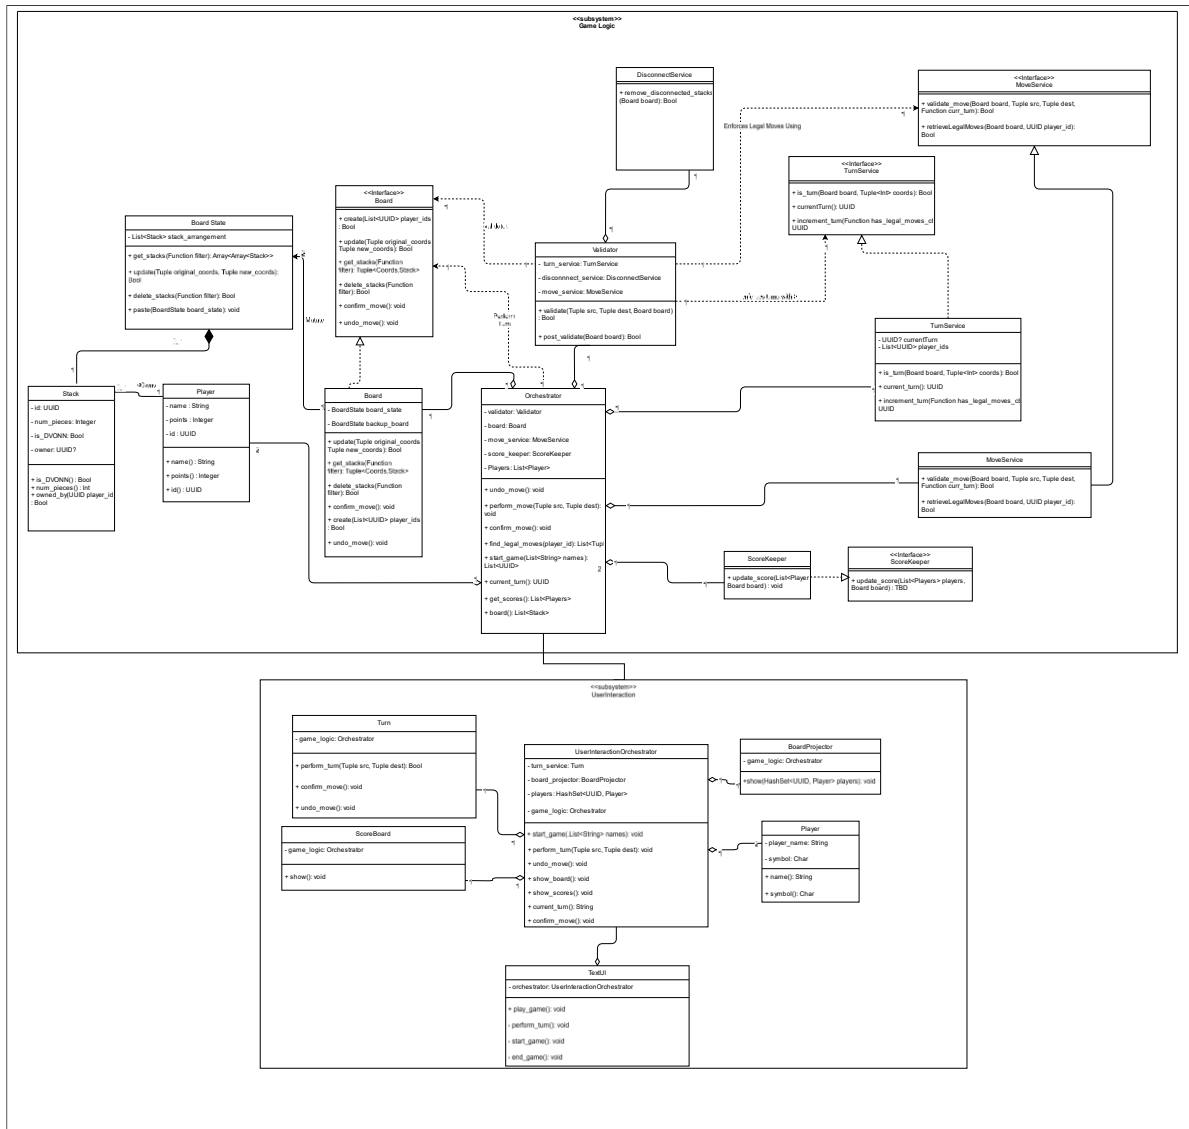 <<subsystem>>
Game Logic
DisconnectService
+ remove_disconnected_stacks
(Board board): Bool
<<Interface>>
MoveService
+ validate_move(Board board, Tuple src, Tuple dest,
Function curr_turn): Bool
+ retrieveLegalMoves(Board board, UUID player_id):
Bool
Enforces Legal Moves Using
<<Interface>>
TurnService
+ is_turn(Board board, Tuple<Int> coords): Bool
+ currentTurn(): UUID
+ increment_turn(Function has_legal_moves_cl
UUID
<<Interface>>
Board
+ create(List<UUID> player_ids
: Bool
+ update(Tuple original_coords
Tuple new_coords): Bool
+ get_stacks(Function
filter): Tuple<Coords,Stack>
+ delete_stacks(Function
filter): Bool
+ confirm_move(): void
+ undo_move(): void
Board State
- List<Stack> stack_arrangement
+ get_stacks(Function filter): Array<Array<Stack>>
+ update(Tuple original_coords, Tuple new_coords):
Bool
+ delete_stacks(Function filter): Bool
+ paste(BoardState board_state): void
Validator
- turn_service: TurnService
- disconnnect_service: DisconnectService
- move_service: MoveService
+ validate(Tuple src, Tuple dest, Board board)
: Bool
+ post_validate(Board board): Bool
Perform
Turn
TurnService
- UUID? currentTurn
- List<UUID> player_ids
+ is_turn(Board board, Tuple<Int> coords): Bool
+ current_turn(): UUID
+ increment_turn(Function has_legal_moves_cl
UUID
Stack
- id: UUID
- num_pieces: Integer
- is_DVONN: Bool
- owner: UUID?
+ is_DVONN() : Bool
+ num_pieces() : Int
+ owned_by(UUID player_id
: Bool
Player
- name : String
- points : Integer
- id : UUID
+ name() : String
+ points() : Integer
+ id() : UUID
Board
- BoardState board_state
- BoardState backup_board
+ update(Tuple original_coords
Tuple new_coords): Bool
+ get_stacks(Function
filter): Tuple<Coords,Stack>
+ delete_stacks(Function
filter): Bool
+ confirm_move(): void
+ create(List<UUID> player_ids
: Bool
+ undo_move(): void
Orchestrator
- validator: Validator
- board: Board
- move_service: MoveService
- score_keeper: ScoreKeeper
- Players: List<Player>
+ undo_move(): void
+ perform_move(Tuple src, Tuple dest):
void
+ confirm_move(): void
+ find_legal_moves(player_id): List<Tupl
+ start_game(List<String> names):
List<UUID>
2
+ current_turn(): UUID
+ get_scores(): List<Players>
+ board(): List<Stack>
MoveService
+ validate_move(Board board, Tuple src, Tuple dest,
Function curr_turn): Bool
+ retrieveLegalMoves(Board board, UUID player_id):
Bool
ScoreKeeper
+ update_score(List<Player
Board board) : void
<<Interface>>
ScoreKeeper
+ update_score(List<Players> players,
Board board) : TBD
<<subsystem>>
UserInteraction
Turn
- game_logic: Orchestrator
+ perform_turn(Tuple src, Tuple dest): Bool
+ confirm_move(): void
+ undo_move(): void
ScoreBoard
- game_logic: Orchestrator
+ show(): void
UserInteractionOrchestrator
- turn_service: Turn
- board_projector: BoardProjector
- players: HashSet<UUID, Player>
- game_logic: Orchestrator
+ start_game(.List<String> names): void
+ perform_turn(Tuple src, Tuple dest): void
+ undo_move(): void
+ show_board(): void
+ show_scores(): void
+ current_turn(): String
+ confirm_move(): void
BoardProjector
- game_logic: Orchestrator
+show(HashSet<UUID, Player> players): void
Player
- player_name: String
- symbol: Char
+ name(): String
+ symbol(): Char
TextUI
- orchestrator: UserInteractionOrchestrator
+ play_game(): void
- perform_turn(): void
- start_game(): void
- end_game(): void